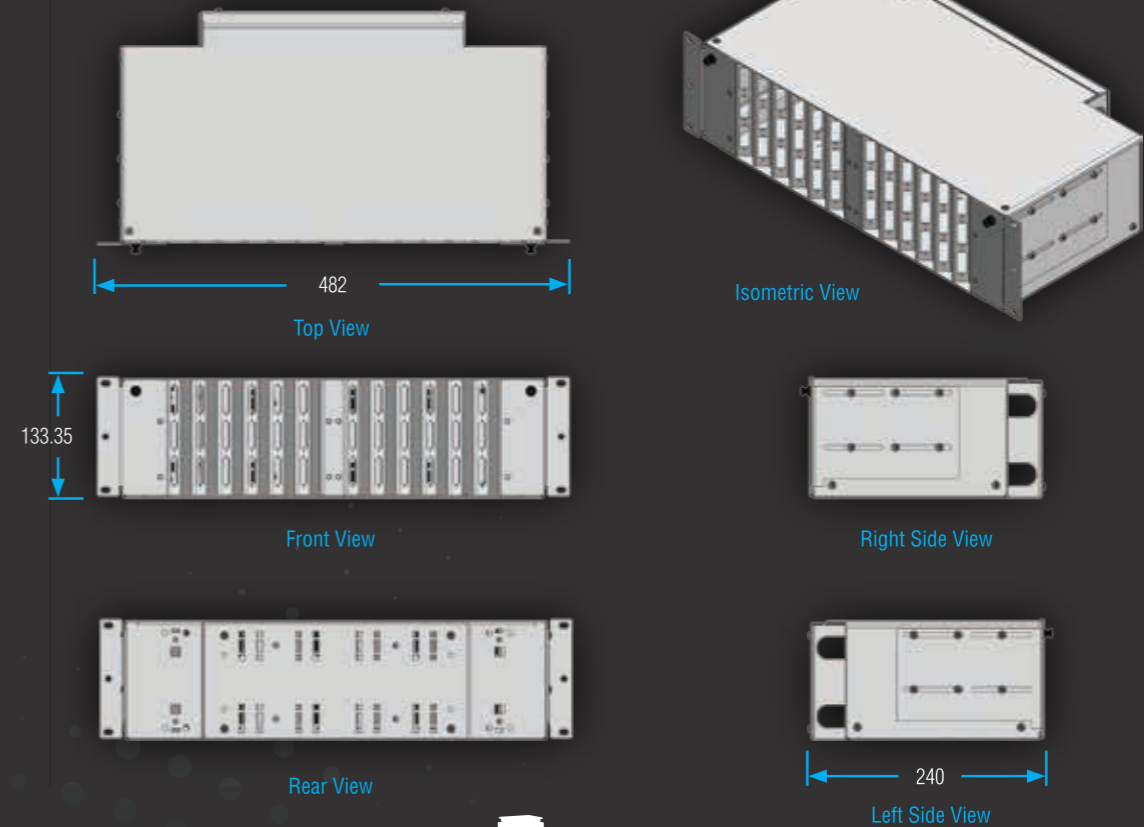 482
Top View
Isometric View
133.35
Front View
Right Side View
Rear View
240
Left Side View